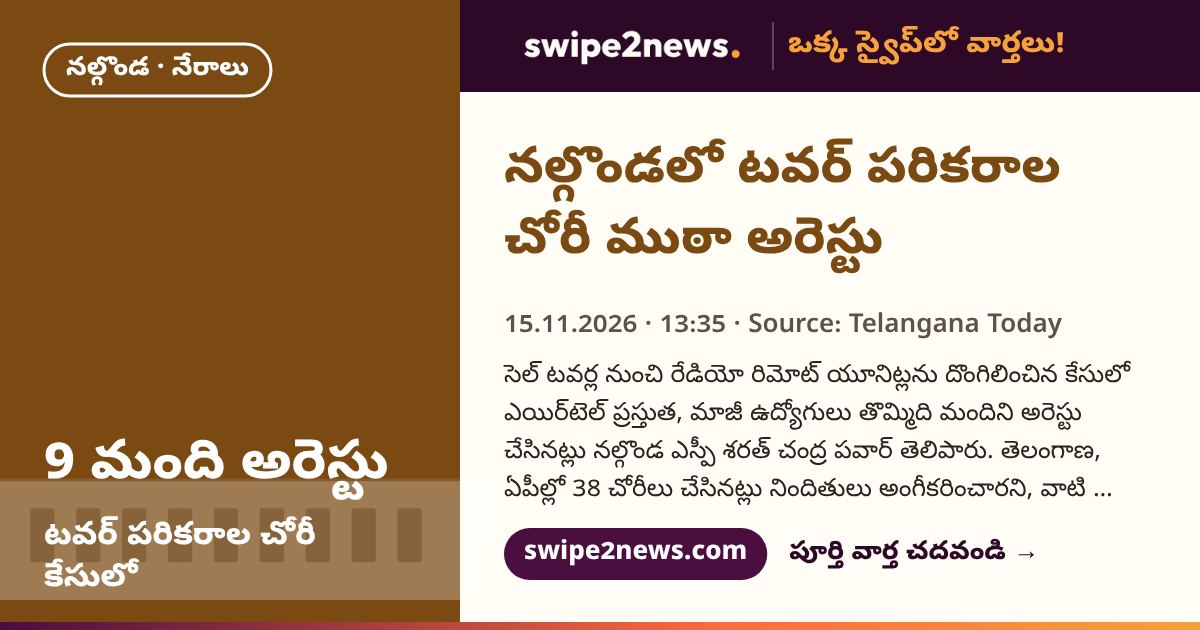 నల్గొండ · నేరాలు
9 మంది అరెస్టు
టవర్ పరికరాల చోరీ
కేసులో
swipe2news.
ఒక్క స్వైప్‌లో వార్తలు!
నల్గొండలో టవర్ పరికరాల
చోరీ ముఠా అరెస్టు
15.11.2026 · 13:35 · Source: Telangana Today
సెల్ టవర్ల నుంచి రేడియో రిమోట్ యూనిట్లను దొంగిలించిన కేసులో
ఎయిర్‌టెల్ ప్రస్తుత, మాజీ ఉద్యోగులు తొమ్మిది మందిని అరెస్టు
చేసినట్లు నల్గొండ ఎస్పీ శరత్ చంద్ర పవార్ తెలిపారు. తెలంగాణ,
ఏపీల్లో 38 చోరీలు చేసినట్లు నిందితులు అంగీకరించారని, వాటి ...
swipe2news.com
పూర్తి వార్త చదవండి →